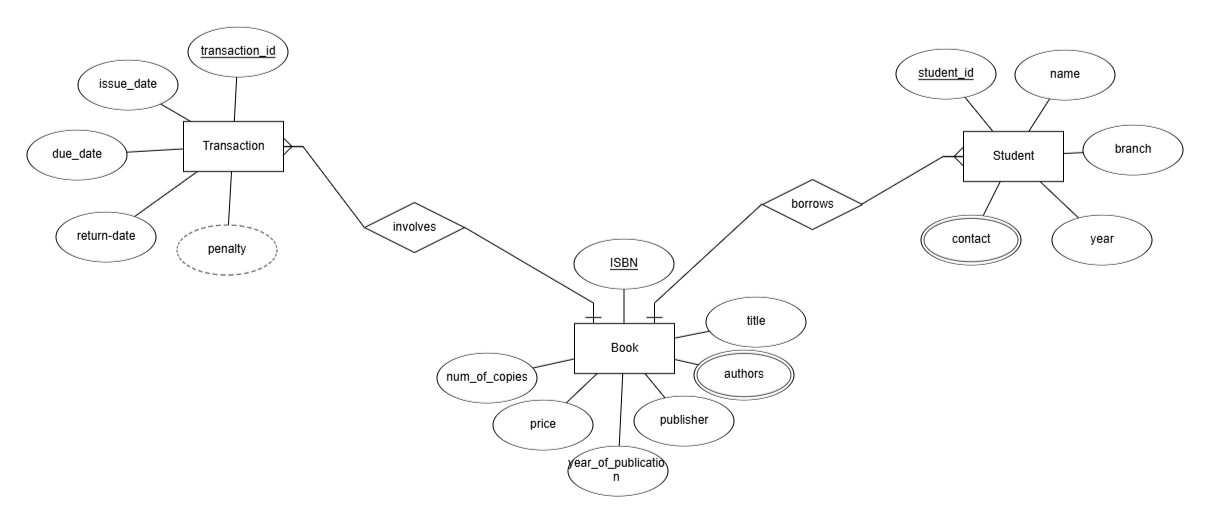 transaction_id
issue_date
due_date
Transaction
return-date
penalty
involves
student_id
name
branch
Student
contact
year
borrows
ISBN
title
Book
authors
num_of_copies
price
publisher
year_of_publicatio
n